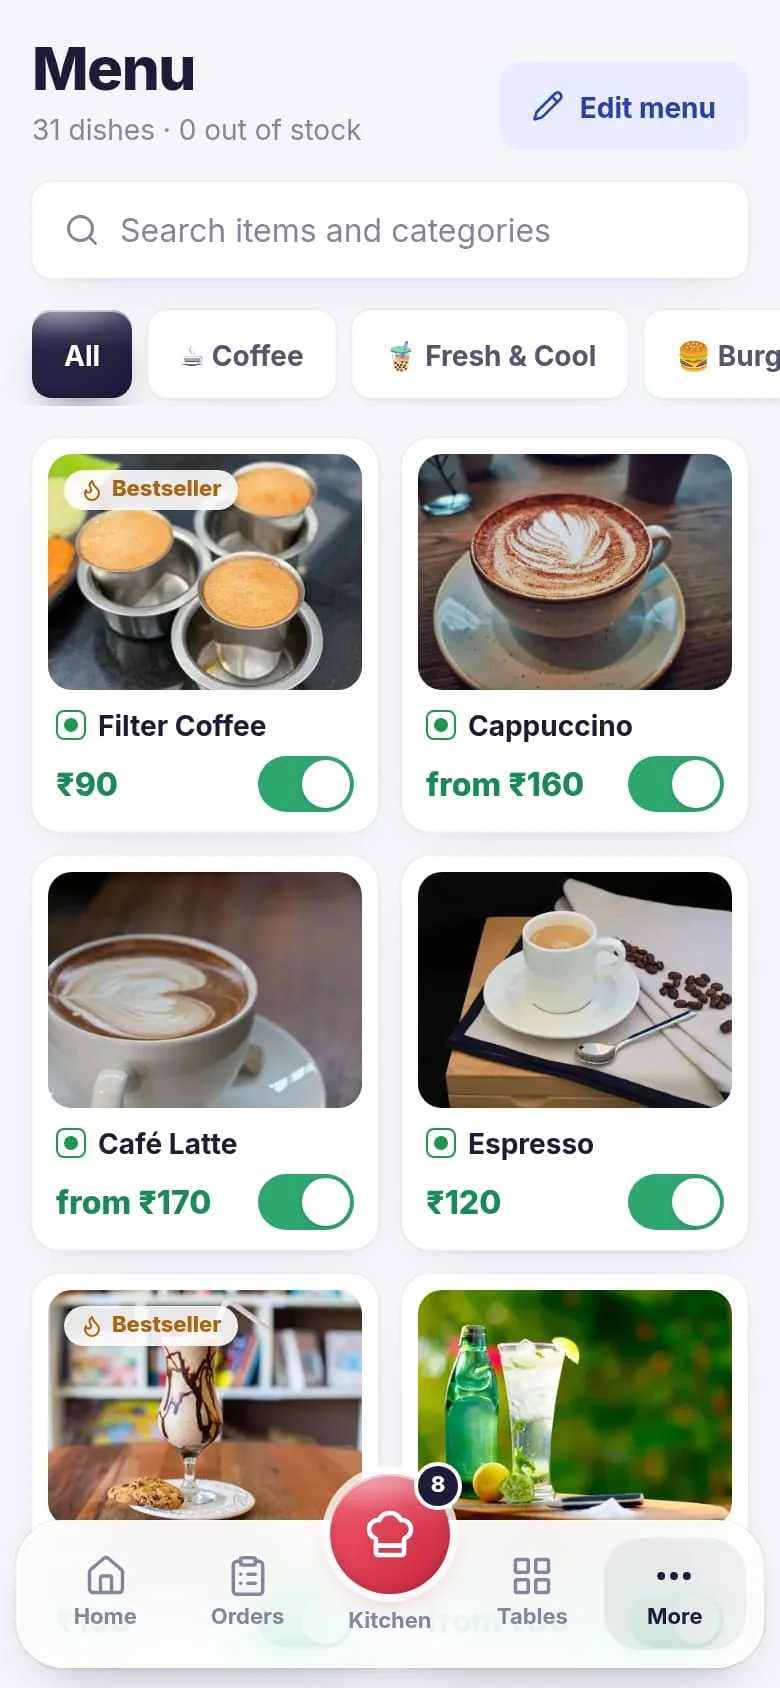 Menu
31 dishes · 0 out of stock
Edit menu
Search items and categories
All
Coffee
Fresh & Cool
Burg
Bestseller
Filter Coffee
₹90
Cappuccino
from ₹160
Café Latte
from ₹170
Espresso
₹120
Bestseller
8
Home
Orders
Kitchen
Tables
More